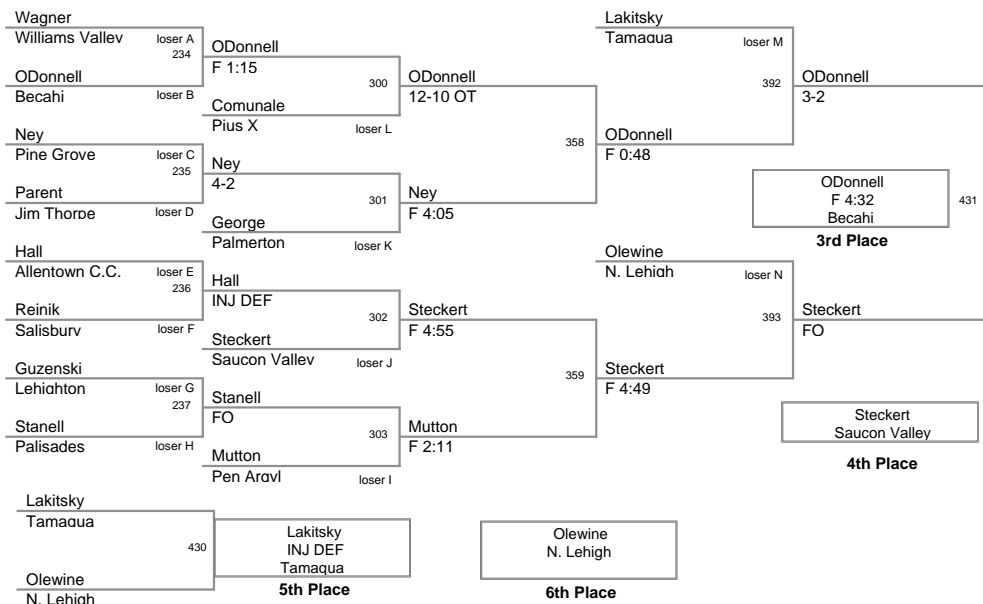 Wagner
Williams Valley
loser A
234
ODonnell
Becahi
loser B
ODonnell
F 1:15
300
Comunale
Pius X
loser L
ODonnell
12-10 OT
Ney
Pine Grove
loser C
235
Parent
Jim Thorpe
loser D
Ney
4-2
301
George
Palmerton
loser K
Ney
F 4:05
358
ODonnell
F 0:48
Lakitsky
Tamaqua
loser M
392
ODonnell
3-2
ODonnell
F 4:32
Becahi
431
3rd Place
Hall
Allentown C.C.
loser E
236
Reinik
Salisbury
loser F
Hall
INJ DEF
302
Steckert
Saucon Valley
loser J
Steckert
F 4:55
Guzenski
Lehighton
loser G
237
Stanell
Palisades
loser H
Stanell
FO
303
Mutton
Pen Argyl
loser I
Mutton
F 2:11
359
Steckert
F 4:49
Olewine
N. Lehigh
loser N
393
Steckert
FO
Steckert
Saucon Valley
4th Place
Lakitsky
Tamaqua
430
Olewine
N. Lehigh
Lakitsky
INJ DEF
Tamaqua
5th Place
Olewine
N. Lehigh
6th Place